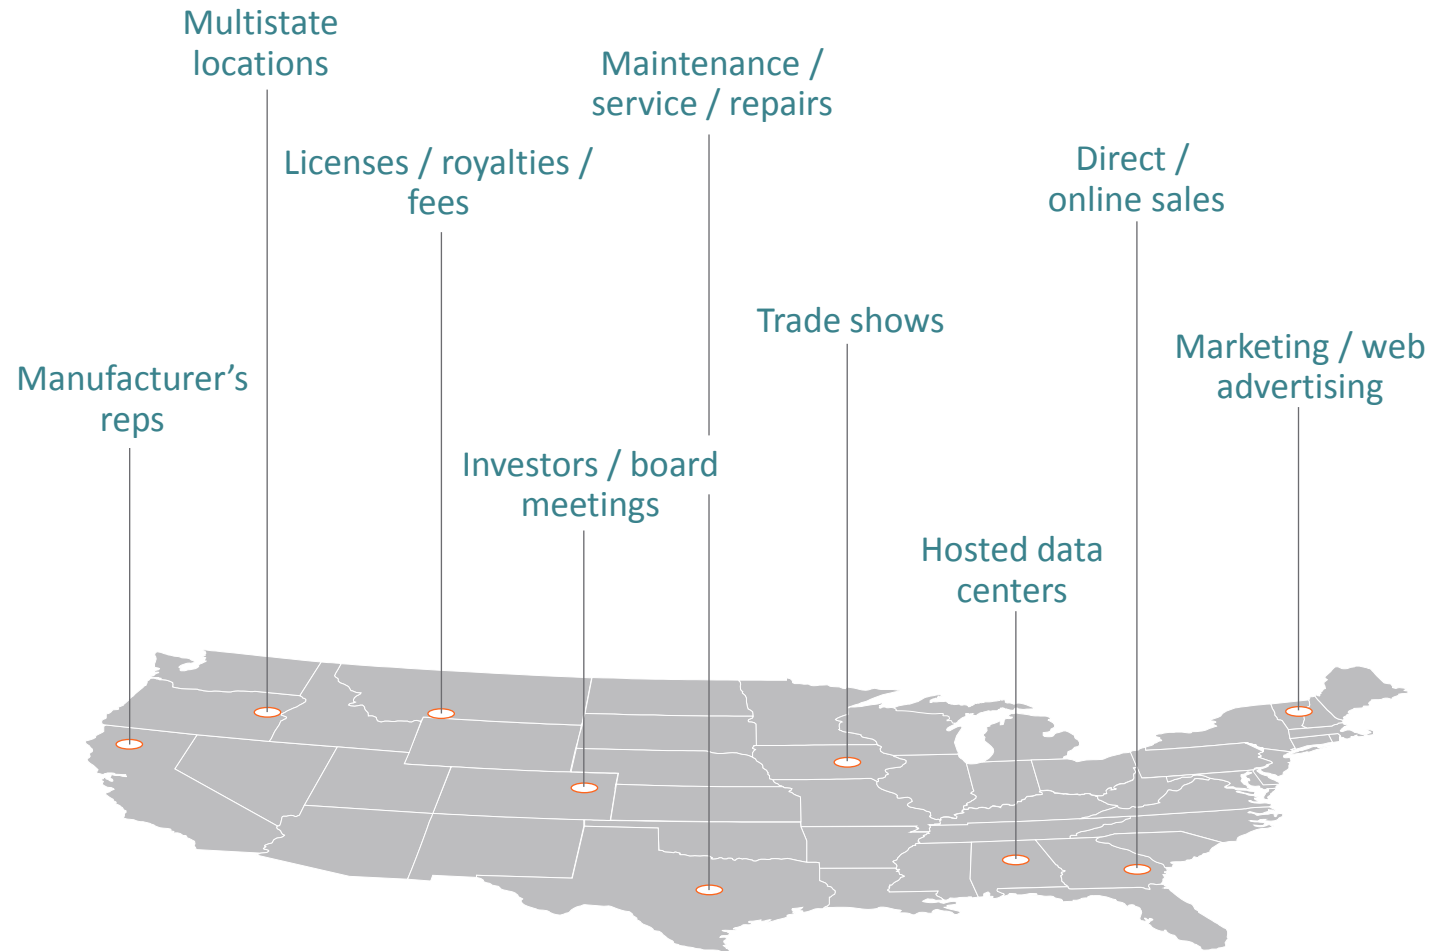 Multistate
locations
Maintenance /
service / repairs
Licenses / royalties /
fees
Direct /
online sales
Trade shows
Marketing / web
advertising
Manufacturer’s
reps
Investors / board
meetings
Hosted data
centers